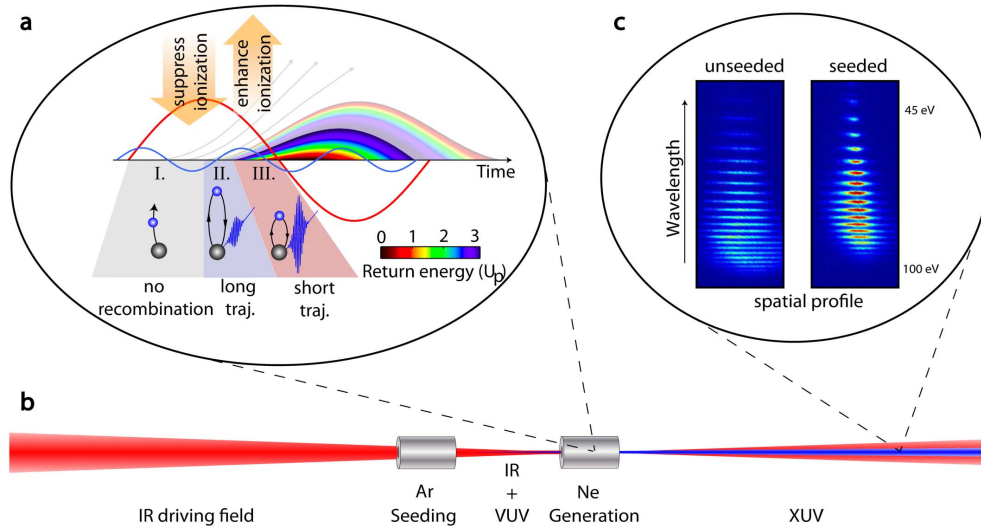 a
suppress
ionization
enhance
ionization
I.
II.
III.
Time
0 1 2 3
Return energy (Up)
no
recombination
long
traj.
short
traj.
c
unseeded
seeded
45 eV
Wavelength
100 eV
spatial profile
b
IR driving field
Ar
Seeding
IR
+
VUV
Ne
Generation
XUV